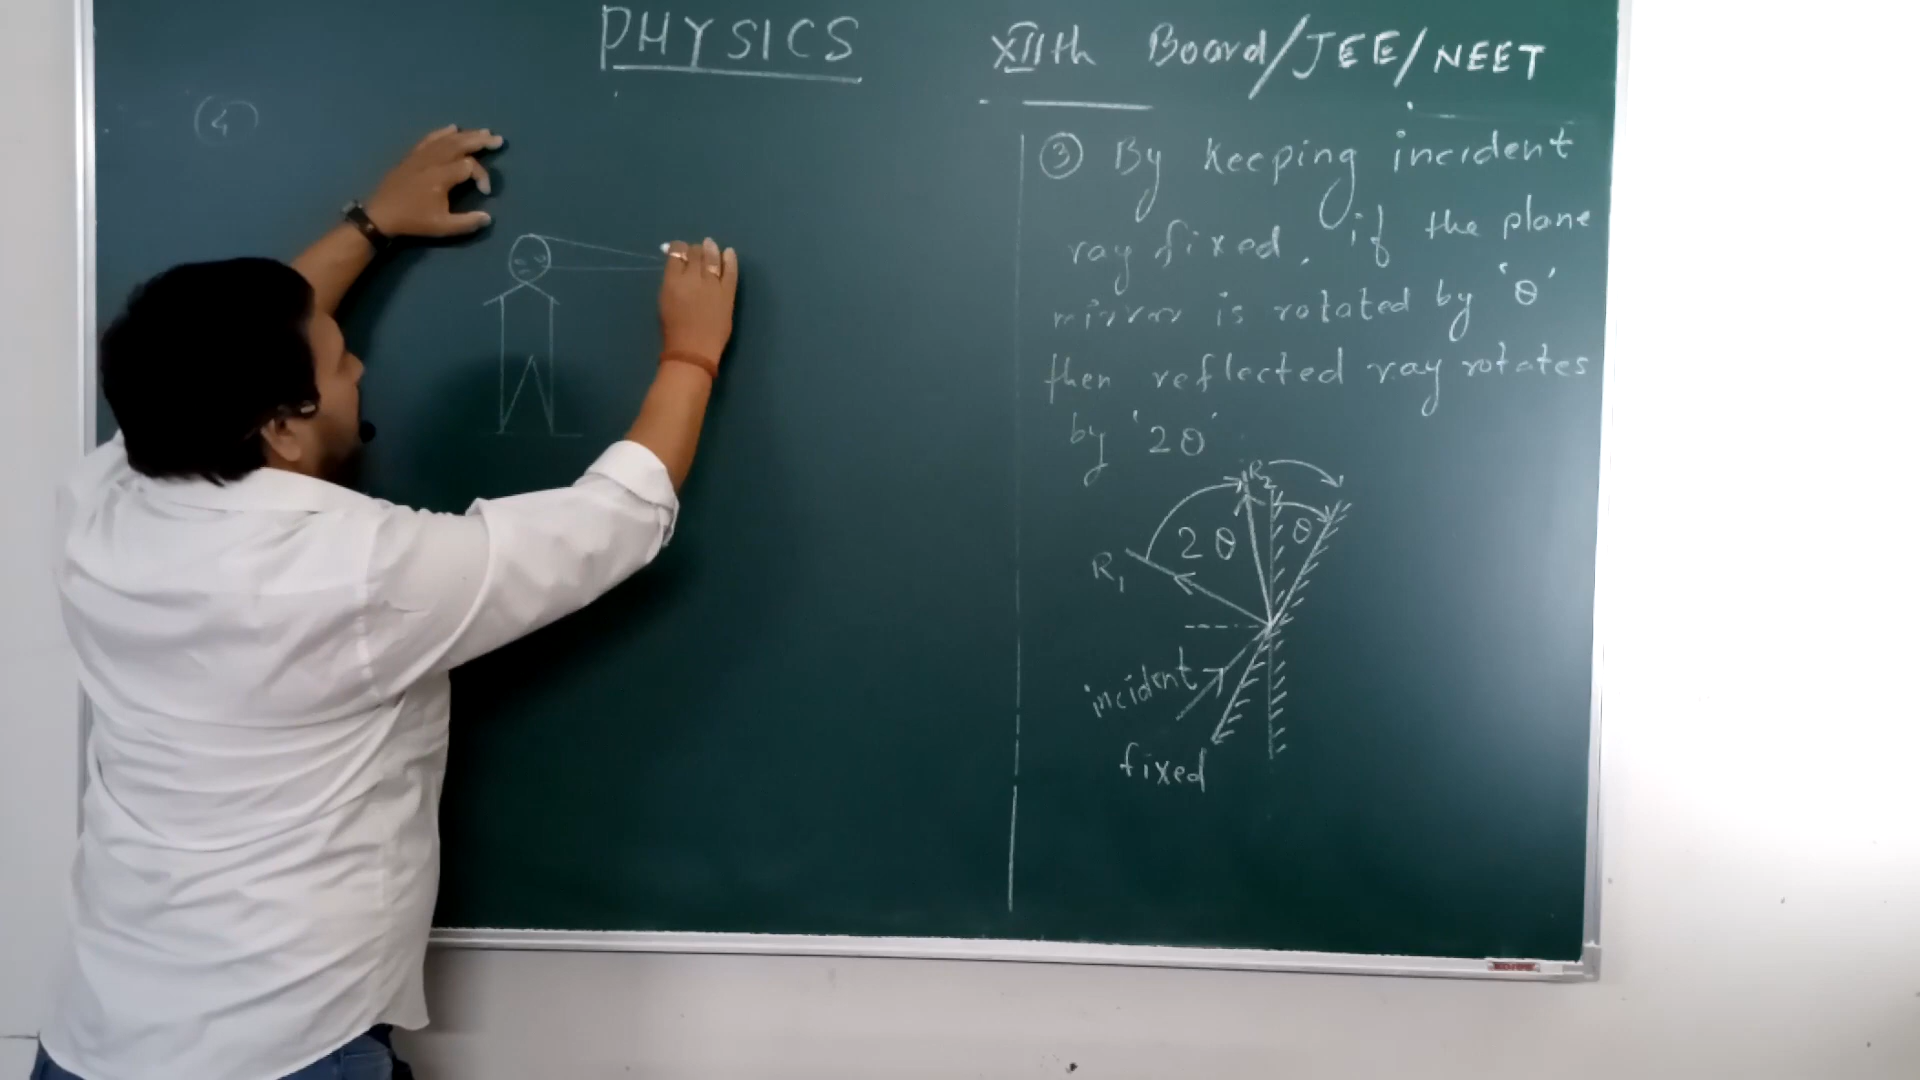 PHYSICS
XIIth Board/JEE/NEET
4
3 By keeping incident
ray fixed, if the plane
mirror is rotated by 'θ'
then reflected ray rotates
by '2θ'
R2
2θ
θ
R1
incident
fixed